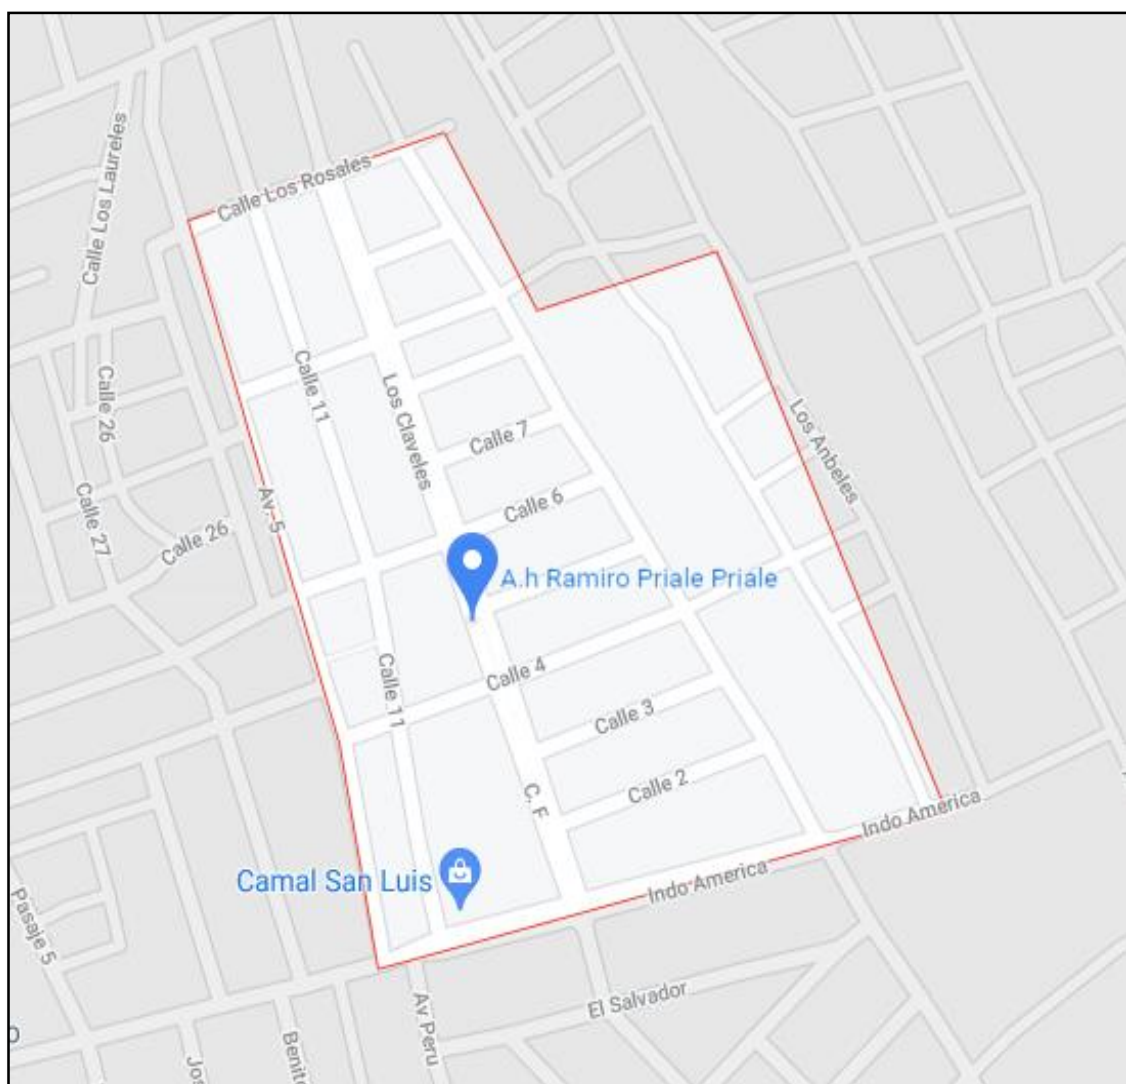 Calle Los Laureles
Calle Los Rosales
Calle 11
Los Claveles
Calle 26
Los Anbeles
Calle 7
Av. 5
Calle 6
Calle 27
Calle 26
A.h Ramiro Priale Priale
Calle 11
Calle 4
Calle 3
Calle 2
C. F
Indo America
Camal San Luis
Indo America
Pasaje 5
El Salvador
Av Peru
Benito
Jos